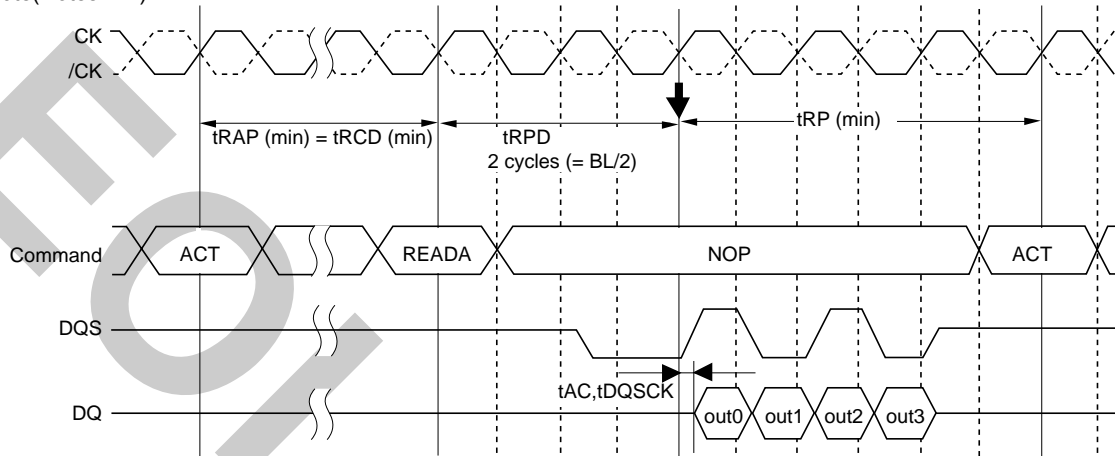 CK
/CK
tRAP (min) = tRCD (min)
tRPD
2 cycles (= BL/2)
tRP (min)
Command
ACT
READA
NOP
ACT
DQS
tAC,tDQSCK
DQ
out0
out1
out2
out3